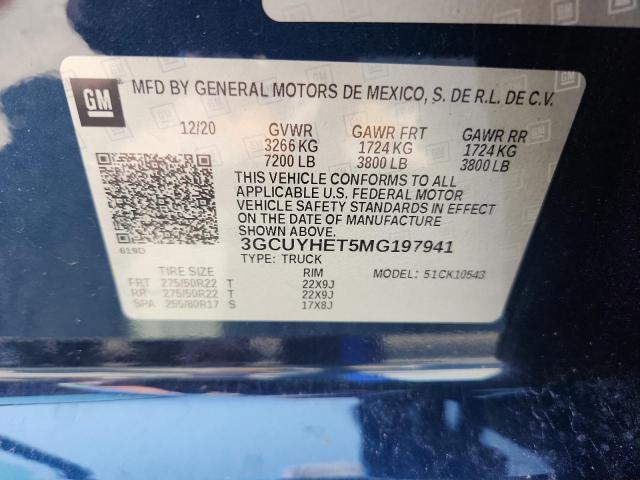 GM
MFD BY GENERAL MOTORS DE MEXICO, S. DE R.L. DE C.V.
12/20 GVWR GAWR FRT GAWR RR
3266 KG 1724 KG 1724 KG
7200 LB 3800 LB 3800 LB
THIS VEHICLE CONFORMS TO ALL
APPLICABLE U.S. FEDERAL MOTOR
VEHICLE SAFETY STANDARDS IN
EFFECT ON THE DATE OF MANUFACTURE
SHOWN ABOVE.
619D 3GCUYHET5MG197941
TYPE: TRUCK MODEL: 51CK10543
TIRE SIZE RIM
FRT 275/50R22 T 22X9J
RR 275/50R22 T 22X9J
SPA 255/80R17 S 17X8J